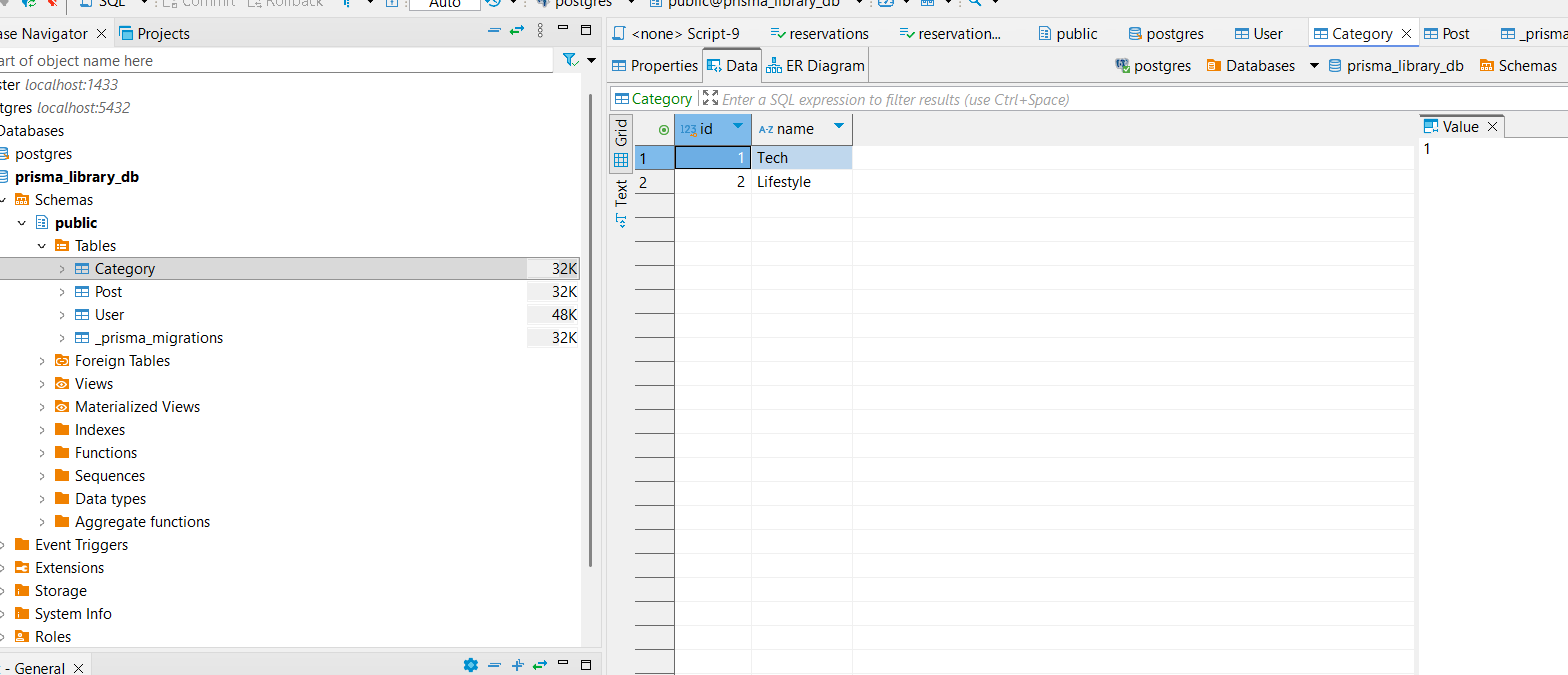 SQL Commit Rollback Auto postgres public@prisma_library_db
se Navigator Projects
art of object name here
ster localhost:1433
tgres localhost:5432
Databases
postgres
prisma_library_db
Schemas
public
Tables
Category 32K
Post 32K
User 48K
_prisma_migrations 32K
Foreign Tables
Views
Materialized Views
Indexes
Functions
Sequences
Data types
Aggregate functions
Event Triggers
Extensions
Storage
System Info
Roles
- General
<none> Script-9 reservations reservation... public postgres User Category Post _prisma
Properties Data ER Diagram postgres Databases prisma_library_db Schemas
Category Enter a SQL expression to filter results (use Ctrl+Space)
Grid
Text
123 id A-Z name
1 1 Tech
2 2 Lifestyle
Value
1